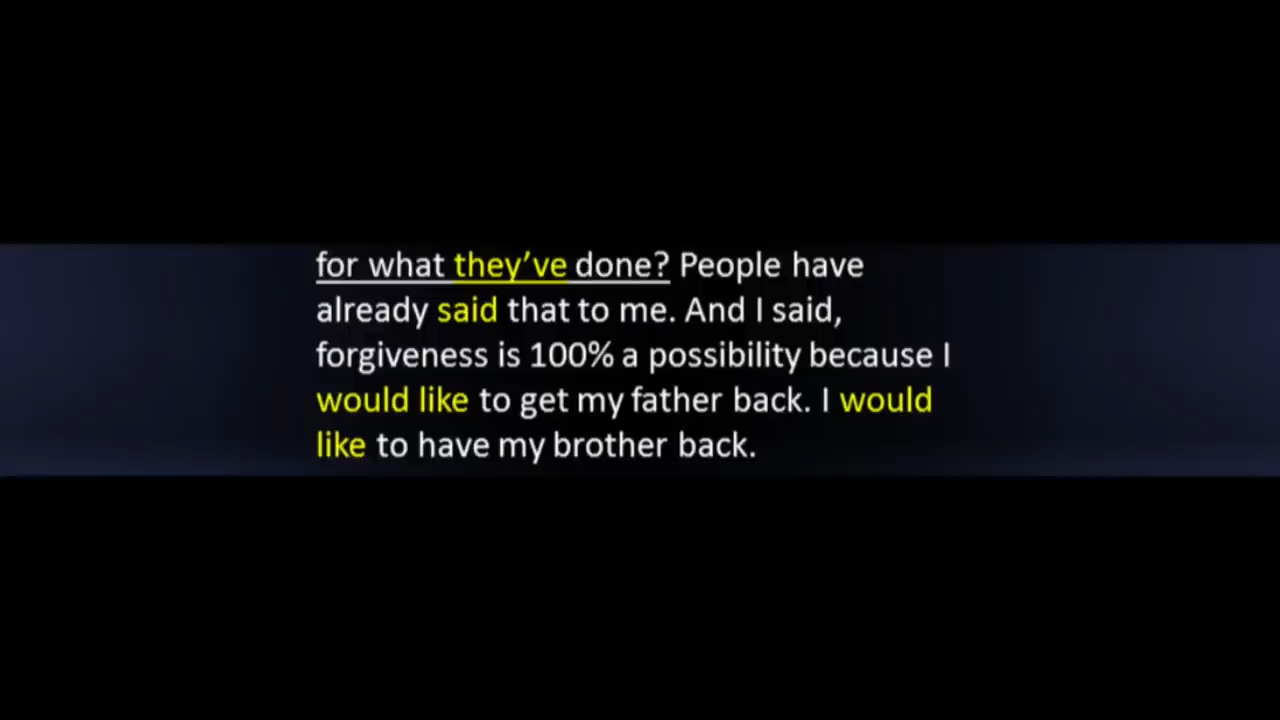 for what they’ve done? People have
already said that to me. And I said,
forgiveness is 100% a possibility because I
would like to get my father back. I would
like to have my brother back.